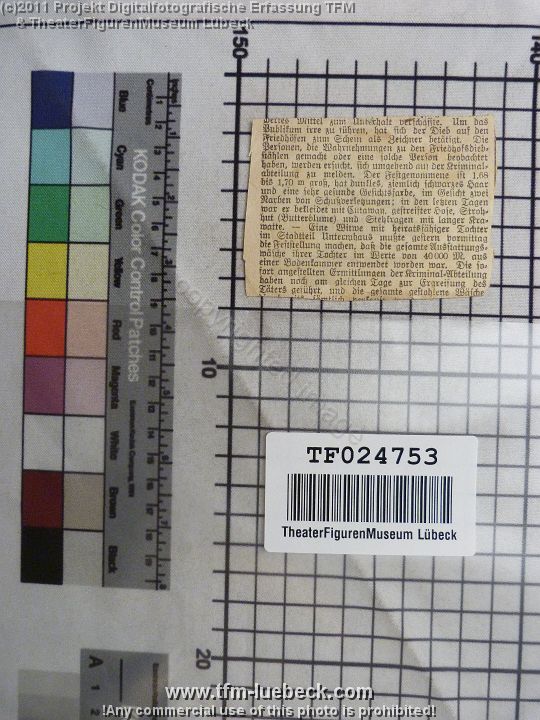 (c)2011 Projekt Digitalfotografische Erfassung TFM
& TheaterFigurenMuseum Lübeck
150
140
Blue
Cyan
Green
Yellow
Red
Magenta
White
Brown
Black
Centimetres
KODAK Color Control Patches
Mittel zum Unterhalt verschaffte. Um das
Publikum irre zu führen, hat sich der Dieb auf den
Friedhöfen zum Schein als Zeichner betätigt. Die
Personen, die Wahrnehmungen zu den Friedhofsdieb-
stählen gemacht oder eine solche Person beobachtet
haben, werden ersucht, sich umgehend auf der Kriminal-
abteilung zu melden. Der Festgenommene ist 1,68
bis 1,70 m groß, hat dunkles, ziemlich schwarzes Haar
und eine sehr gesunde Gesichtsfarbe, im Gesicht zwei
Narben von Schußverletzungen; in den letzten Tagen
war er bekleidet mit Cutaway, gestreifter Hose, Stroh-
hut (Butterblume) und Stehkragen mit langer Kra-
watte. — Eine Witwe mit heiratsfähiger Tochter
im Stadtteil Unterneuhaus mußte gestern vormittag
die Feststellung machen, daß die gesamte Ausstattungs-
wäsche ihrer Tochter im Werte von 40 000 M. aus
einer Bodenkammer entwendet worden war. Die so-
fort angestellten Ermittlungen der Kriminal-Abteilung
haben noch am gleichen Tage zur Ergreifung des
Täters geführt, und die gesamte gestohlene Wäsche
copyrighted image
10
TF024753
TheaterFigurenMuseum Lübeck
20
A 1 2
www.tfm-luebeck.com
!Any commercial use of this photo is prohibited!